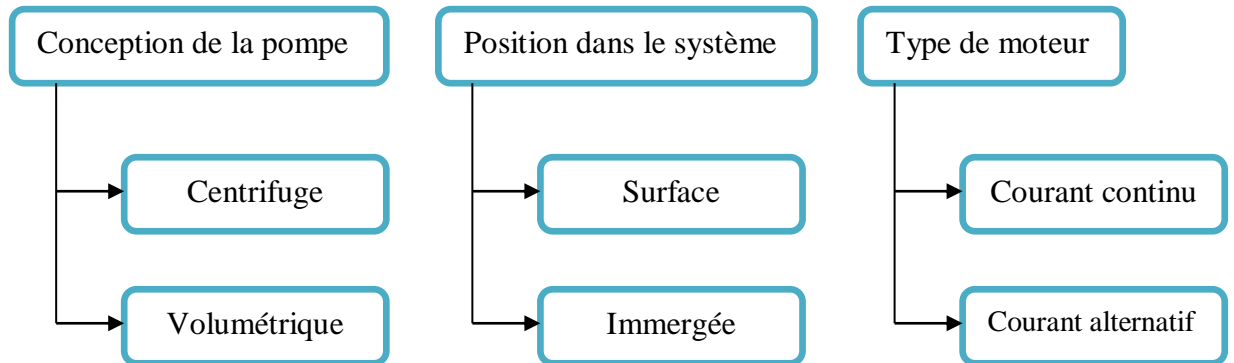 Conception de la pompe
Position dans le système
Type de moteur
Centrifuge
Surface
Courant continu
Volumétrique
Immergée
Courant alternatif